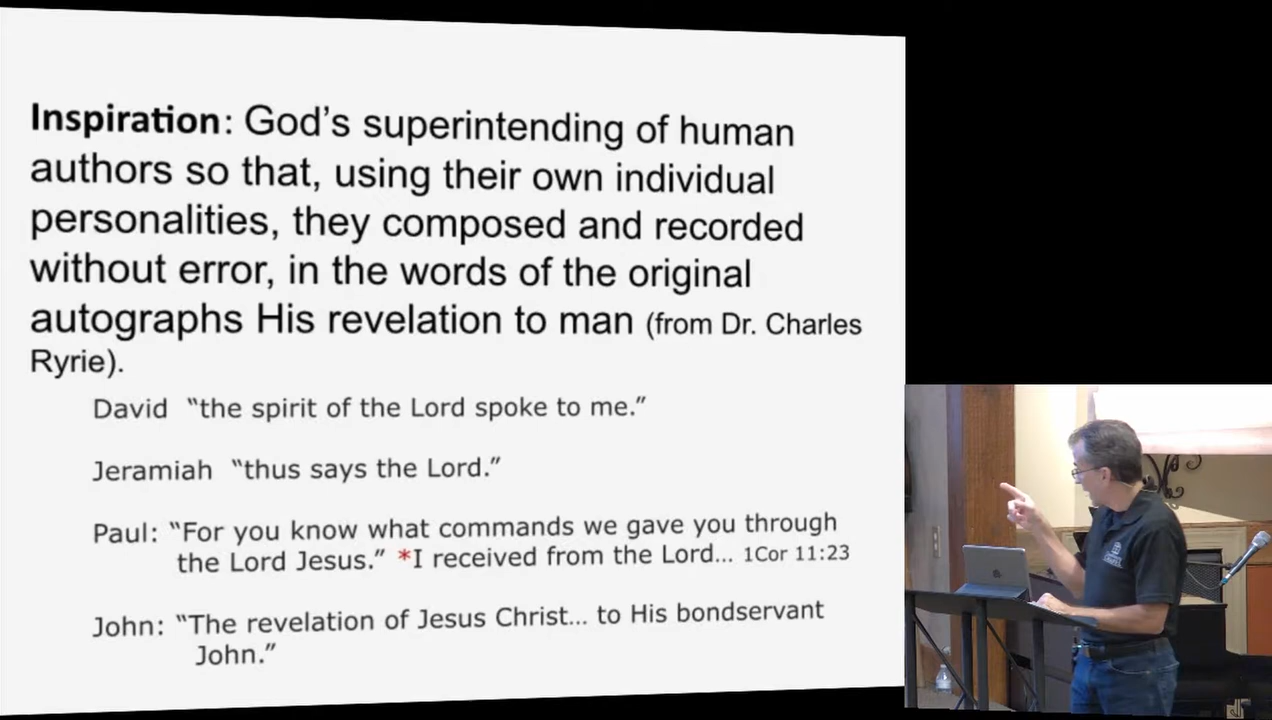 Inspiration: God's superintending of human
authors so that, using their own individual
personalities, they composed and recorded
without error, in the words of the original
autographs His revelation to man (from Dr. Charles
Ryrie).
David "the spirit of the Lord spoke to me."
Jeramiah "thus says the Lord."
Paul: "For you know what commands we gave you through
the Lord Jesus." *I received from the Lord... 1Cor 11:23
John: "The revelation of Jesus Christ... to His bondservant
John."